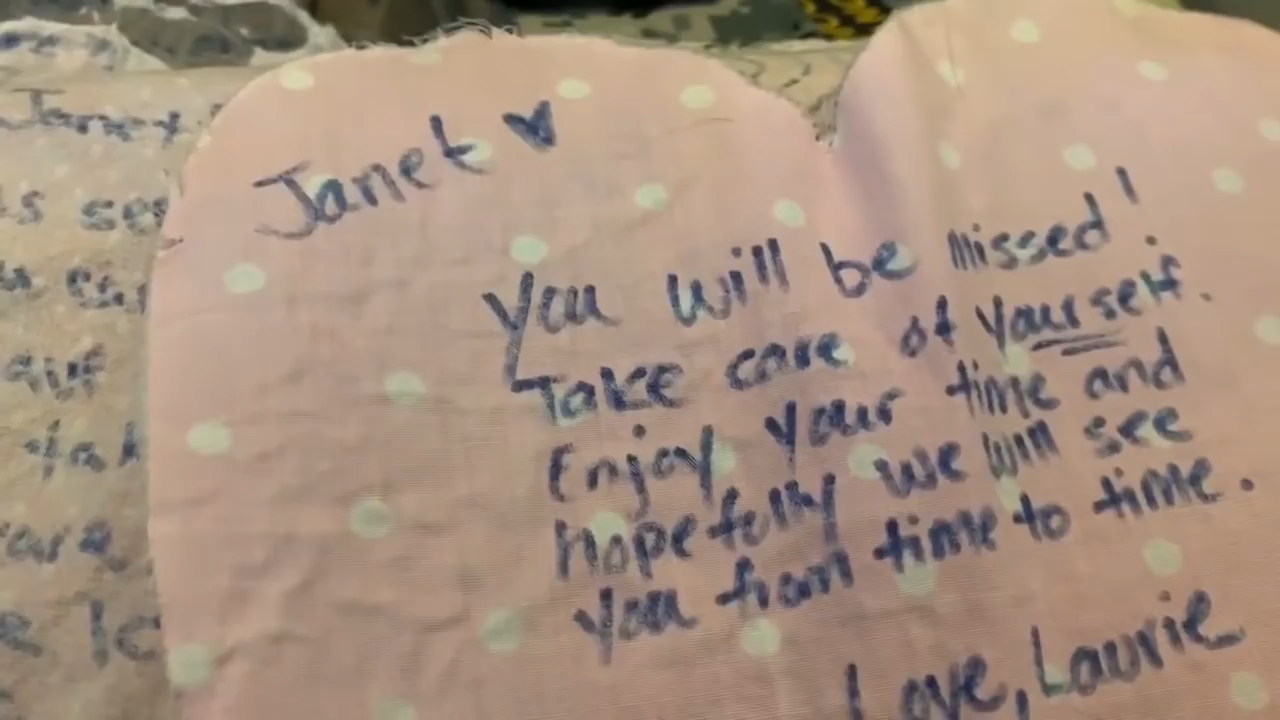 Janet ♥
You will be missed!
Take care of yourself.
Enjoy your time and
hopefully we will see
you from time to time.
Love, Laurie
Janet